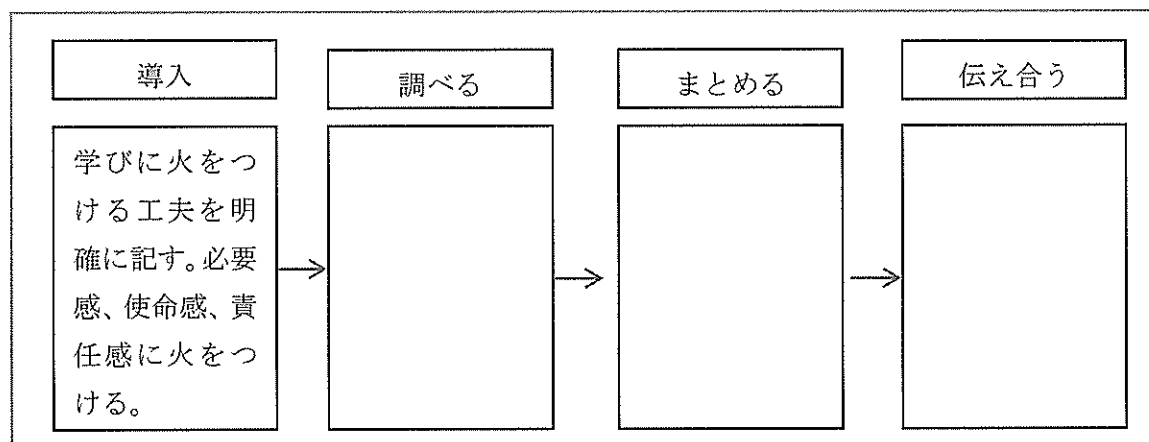 導入
調べる
まとめる
伝え合う
学びに火をつ
ける工夫を明
確に記す。必要
感、使命感、責
任感に火をつ
ける。